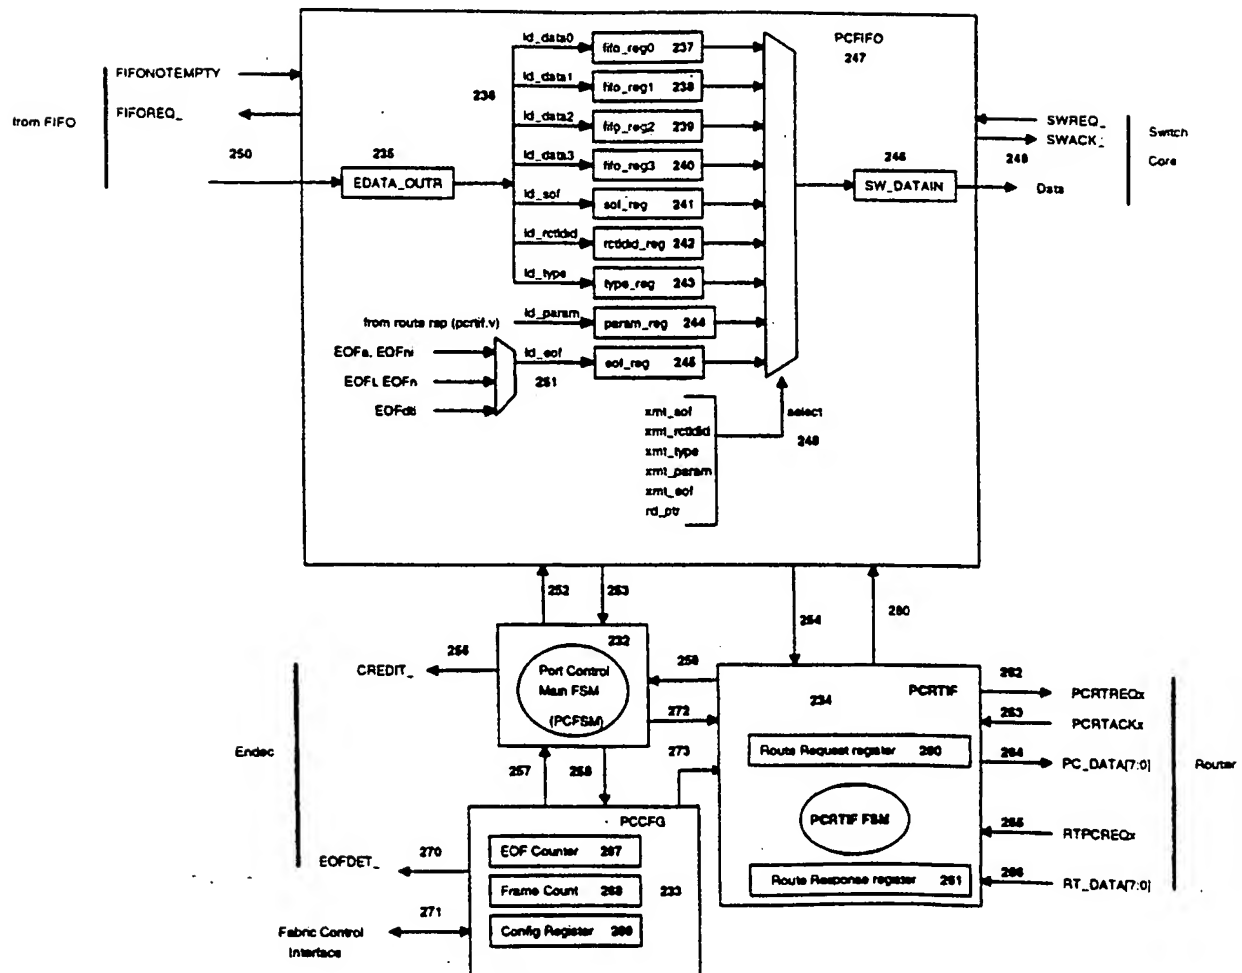 PCFIFO
247
from FIFO
FIFONOTEMPTY
FIFOREQ_
250
235
EDATA_OUTR
236
ld_data0
fifo_reg0 237
ld_data1
fifo_reg1 238
ld_data2
fifo_reg2 239
ld_data3
fifo_reg3 240
ld_sof
sof_reg 241
ld_rctldid
rctldid_reg 242
ld_type
type_reg 243
from route rsp (pcrtif.v)
ld_param
param_reg 244
EOFa, EOFni
EOFt, EOFn
EOFdti
251
ld_eof
eof_reg 245
246
SW_DATAIN
SWREQ_
SWACK_
249
Data
Switch
Core
xmt_sof
xmt_rctldid
xmt_type
xmt_param
xmt_eof
rd_ptr
select
248
252
253
254
280
Endec
CREDIT_
256
232
Port Control
Main FSM
(PCFSM)
259
272
273
257
258
PCCFG
EOF Counter 267
Frame Count 268
Config Register 269
233
EOFDET_
270
Fabric Control
Interface
271
PCRTIF
234
Route Request register 260
PCRTIF FSM
Route Response register 261
262
PCRTREQx
263
PCRTACKx
264
PC_DATA[7:0]
265
RTPCREQx
266
RT_DATA[7:0]
Router